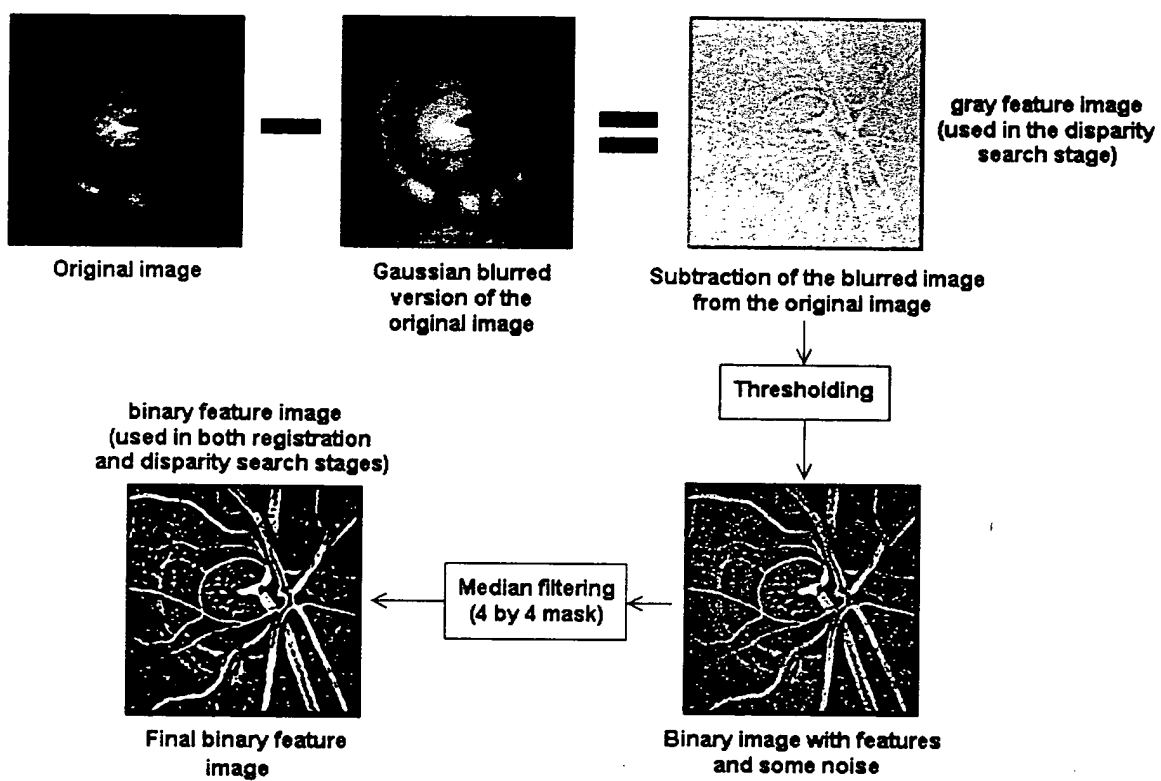 Original image
Gaussian blurred
version of the
original image
gray feature image
(used in the disparity
search stage)
Subtraction of the blurred image
from the original image
Thresholding
binary feature image
(used in both registration
and disparity search stages)
Median filtering
(4 by 4 mask)
Final binary feature
image
Binary image with features
and some noise